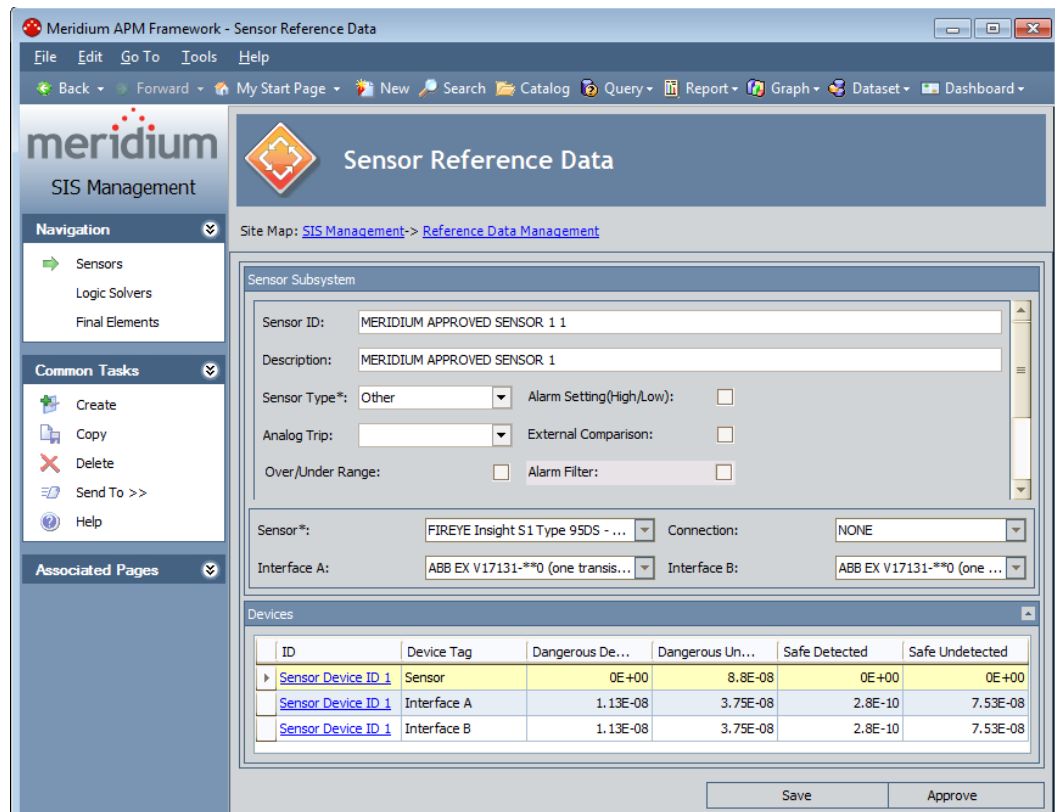 Meridium APM Framework - Sensor Reference Data
File Edit Go To Tools Help
Back Forward My Start Page New Search Catalog Query Report Graph Dataset Dashboard
meridium
SIS Management
Sensor Reference Data
Navigation
Sensors
Logic Solvers
Final Elements
Common Tasks
Create
Copy
Delete
Send To >>
Help
Associated Pages
Site Map: SIS Management-> Reference Data Management
Sensor Subsystem
Sensor ID: MERIDIUM APPROVED SENSOR 1 1
Description: MERIDIUM APPROVED SENSOR 1
Sensor Type*: Other Alarm Setting(High/Low):
Analog Trip: External Comparison:
Over/Under Range: Alarm Filter:
Sensor*: FIREYE Insight S1 Type 95DS - ... Connection: NONE
Interface A: ABB EX V17131-**0 (one transis... Interface B: ABB EX V17131-**0 (one ...
Devices
ID Device Tag Dangerous De... Dangerous Un... Safe Detected Safe Undetected
Sensor Device ID 1 Sensor 0E+00 8.8E-08 0E+00 0E+00
Sensor Device ID 1 Interface A 1.13E-08 3.75E-08 2.8E-10 7.53E-08
Sensor Device ID 1 Interface B 1.13E-08 3.75E-08 2.8E-10 7.53E-08
Save Approve